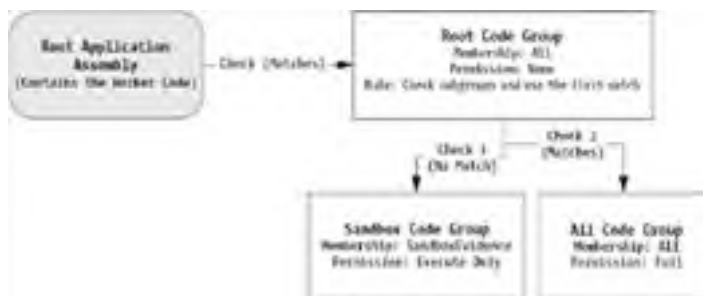 Root Application
Assembly
(Contains the Worker Code)
Check (Matches)
Root Code Group
Membership: All
Permissions: None
Rule: Check subgroups and use the first match
Check 1
(No Match)
Check 2
(Matches)
Sandbox Code Group
Membership: SandboxEvidence
Permission: Execute Only
All Code Group
Membership: All
Permission: Full